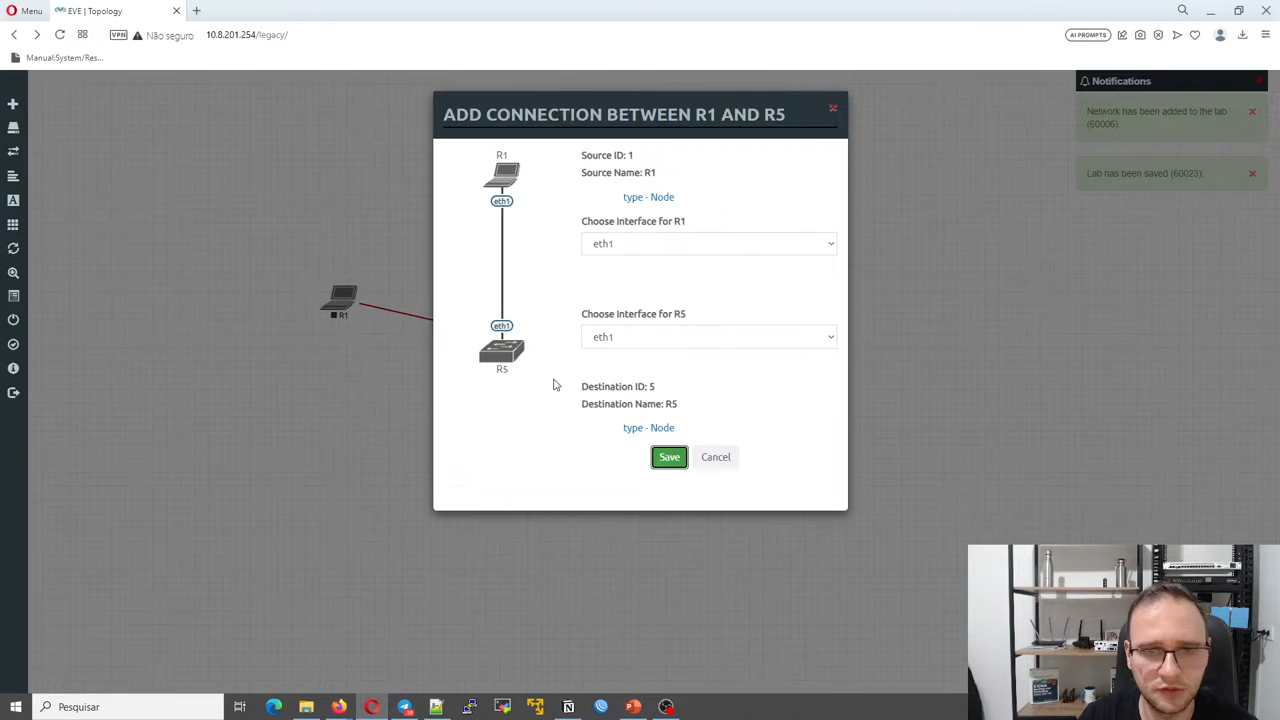 Menu
EVE | Topology
VPN
Não seguro
10.8.201.254/legacy/
AI PROMPTS
Manual:System/Res...
Notifications
Network has been added to the lab
(60006).
Lab has been saved (60023).
ADD CONNECTION BETWEEN R1 AND R5
R1
eth1
eth1
R5
Source ID: 1
Source Name: R1
type - Node
Choose Interface for R1
eth1
Choose Interface for R5
eth1
Destination ID: 5
Destination Name: R5
type - Node
Save
Cancel
R1
CCNA
Pesquisar